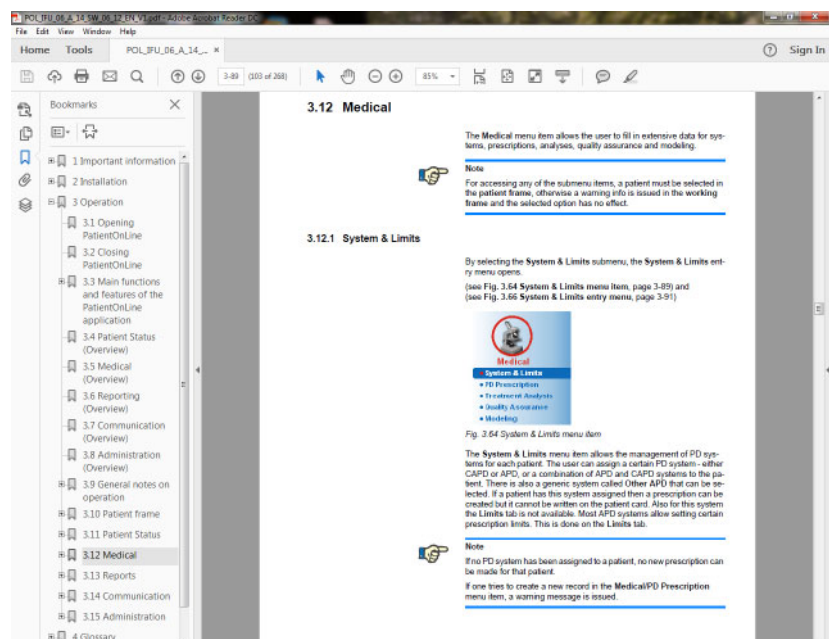 POL_IFU_06_A_14_SW_06_12_EN_V1.pdf - Adobe Acrobat Reader DC
File Edit View Window Help
Home Tools POL_IFU_06_A_14_... × Sign In
3-89 (103 of 268) 85%
Bookmarks
1 Important information
2 Installation
3 Operation
3.1 Opening
PatientOnLine
3.2 Closing
PatientOnLine
3.3 Main functions
and features of the
PatientOnLine
application
3.4 Patient Status
(Overview)
3.5 Medical
(Overview)
3.6 Reporting
(Overview)
3.7 Communication
(Overview)
3.8 Administration
(Overview)
3.9 General notes on
operation
3.10 Patient frame
3.11 Patient Status
3.12 Medical
3.13 Reports
3.14 Communication
3.15 Administration
4 Glossary
3.12 Medical
The Medical menu item allows the user to fill in extensive data for sys-
tems, prescriptions, analyses, quality assurance and modeling.
Note
For accessing any of the submenu items, a patient must be selected in
the patient frame, otherwise a warning info is issued in the working
frame and the selected option has no effect.
3.12.1 System & Limits
By selecting the System & Limits submenu, the System & Limits ent-
ry menu opens.
(see Fig. 3.64 System & Limits menu item, page 3-89) and
(see Fig. 3.66 System & Limits entry menu, page 3-91)
Medical
System & Limits
PD Prescription
Treatment Analysis
Quality Assurance
Modeling
Fig. 3.64 System & Limits menu item
The System & Limits menu item allows the management of PD sys-
tems for each patient. The user can assign a certain PD system - either
CAPD or APD, or a combination of APD and CAPD systems to the pa-
tient. There is also a generic system called Other APD that can be se-
lected. If a patient has this system assigned then a prescription can be
created but it cannot be written on the patient card. Also for this system
the Limits tab is not available. Most APD systems allow setting certain
prescription limits. This is done on the Limits tab.
Note
If no PD system has been assigned to a patient, no new prescription can
be made for that patient.
If one tries to create a new record in the Medical/PD Prescription
menu item, a warning message is issued.